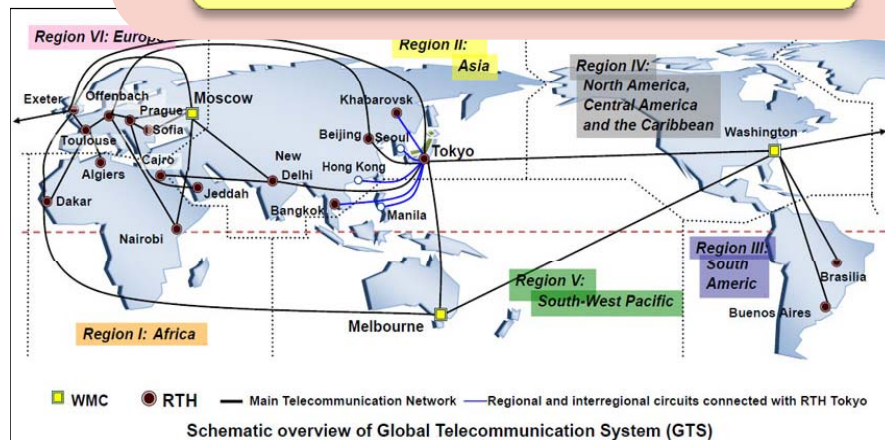 Region VI: Europe
Region II:
Asia
Region IV:
North America,
Central America
and the Caribbean
Exeter
Offenbach
Prague
Moscow
Sofia
Toulouse
Algiers
Cairo
Jeddah
New
Delhi
Khabarovsk
Beijing
Seoul
Tokyo
Hong Kong
Bangkok
Manila
Washington
Dakar
Nairobi
Region III:
South
Americ
Brasilia
Buenos Aires
Region V:
South-West Pacific
Melbourne
Region I: Africa
WMC
RTH
Main Telecommunication Network
Regional and interregional circuits connected with RTH Tokyo
Schematic overview of Global Telecommunication System (GTS)